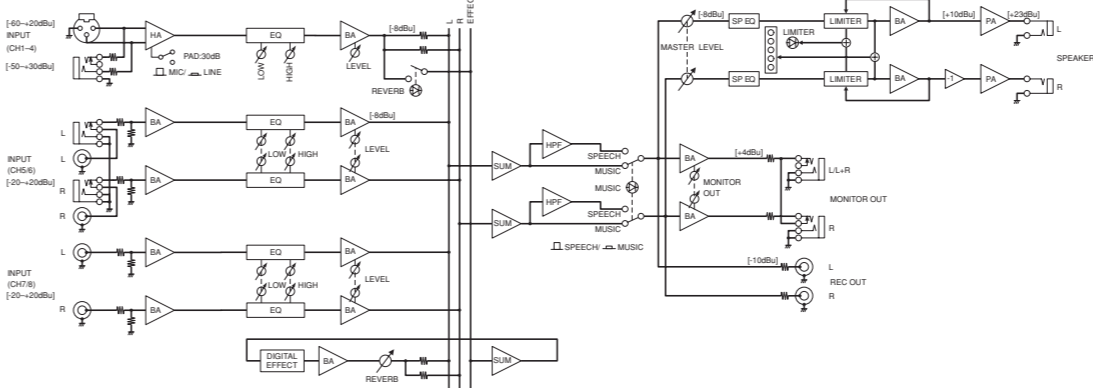 [-60~+20dBu]
INPUT
(CH1~4)
[-50~+30dBu]
HA
PAD:30dB
MIC/ LINE
EQ
LOW
HIGH
BA
LEVEL
[-8dBu]
REVERB
L
R
EFFECT
L
L
INPUT
(CH5/6)
[-20~+20dBu]
R
R
BA
BA
EQ
LOW
HIGH
EQ
BA
[-8dBu]
LEVEL
BA
L
INPUT
(CH7/8)
[-20~+20dBu]
R
BA
BA
EQ
LOW
HIGH
EQ
BA
LEVEL
BA
DIGITAL
EFFECT
BA
REVERB
SUM
SUM
HPF
SPEECH
MUSIC
MUSIC
SUM
HPF
SPEECH
MUSIC
SPEECH/ MUSIC
[-8dBu]
MASTER LEVEL
SP EQ
LIMITER
LIMITER
BA
[+10dBu]
PA
[+23dBu]
L
SPEAKER
SP EQ
LIMITER
BA
-1
PA
R
BA
[+4dBu]
MONITOR
OUT
BA
L/L+R
MONITOR OUT
R
[-10dBu]
L
REC OUT
R